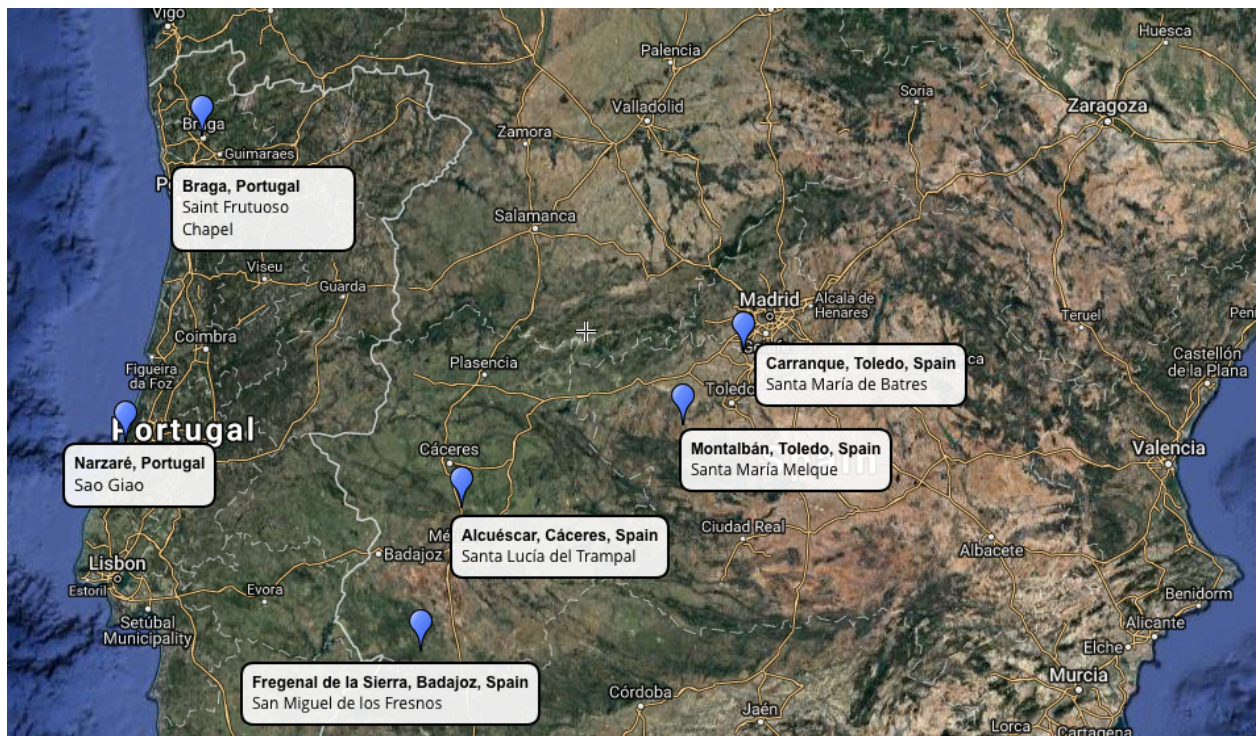 Vigo
Huesca
Palencia
Soria
Valladolid
Zaragoza
Zamora
Braga
Guimaraes
Braga, Portugal
Saint Frutuoso
Chapel
Salamanca
Viseu
Guarda
Madrid
Alcala de
Henares
Teruel
Coimbra
Plasencia
Castellón
de la Plana
Figueira
da Foz
Carranque, Toledo, Spain
Santa María de Batres
Toledo
Portugal
Narzaré, Portugal
Sao Giao
Cáceres
Montalbán, Toledo, Spain
Santa María Melque
Valencia
Alcuéscar, Cáceres, Spain
Santa Lucía del Trampal
Badajoz
Ciudad Real
Albacete
Lisbon
Estoril
Evora
Benidorm
Setúbal
Municipality
Alicante
Elche
Fregenal de la Sierra, Badajoz, Spain
San Miguel de los Fresnos
Murcia
Córdoba
Jaén
Lorca
Cartagena